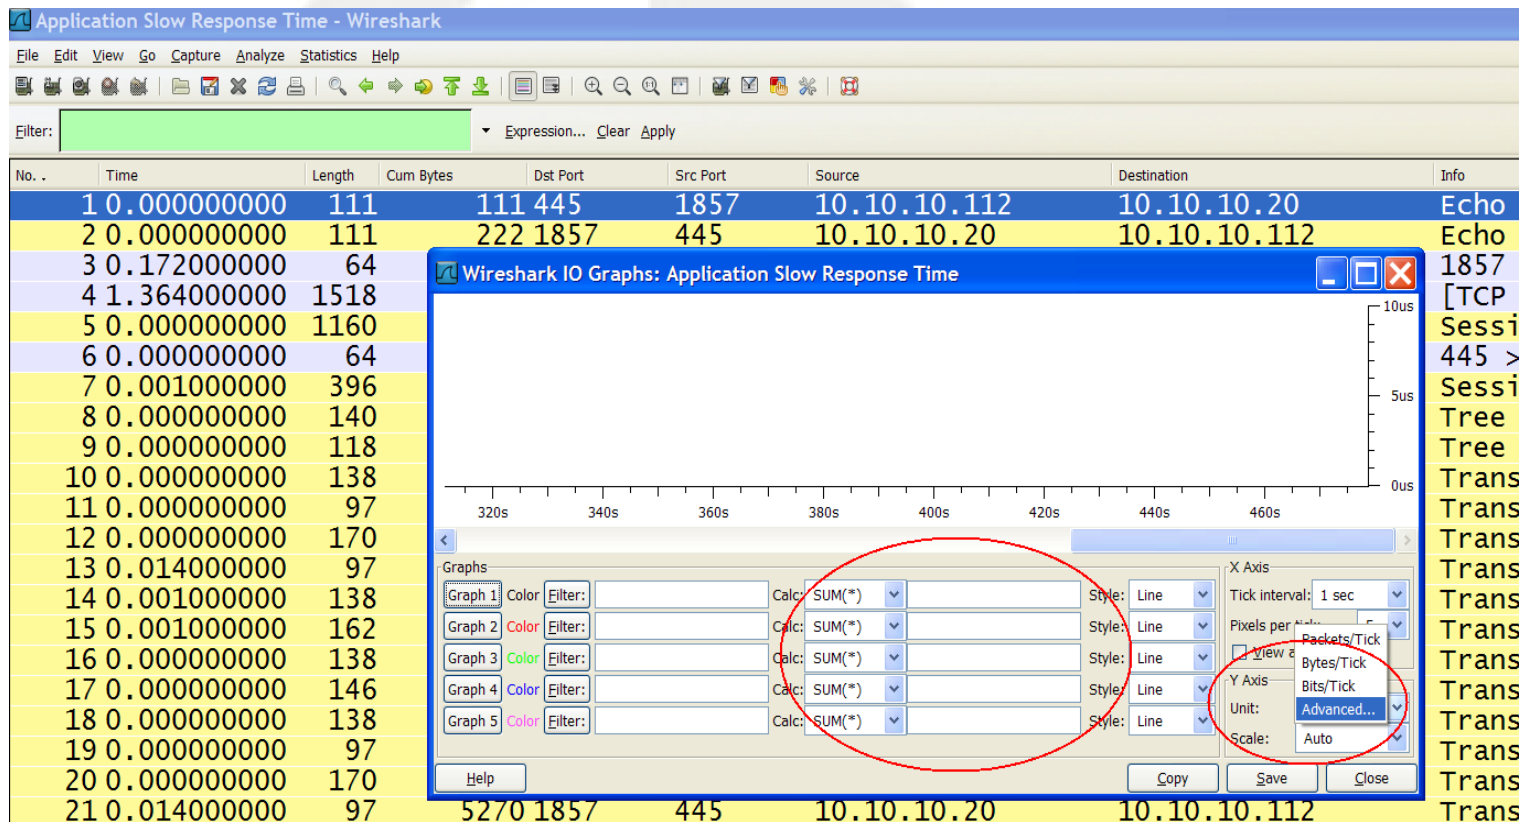 Application Slow Response Time - Wireshark
File Edit View Go Capture Analyze Statistics Help
Filter: Expression... Clear Apply
No. . Time Length Cum Bytes Dst Port Src Port Source Destination Info
1 0.000000000 111 111 445 1857 10.10.10.112 10.10.10.20 Echo
2 0.000000000 111 222 1857 445 10.10.10.20 10.10.10.112 Echo
3 0.172000000 64 1857
4 1.364000000 1518 [TCP
5 0.000000000 1160 Sessi
6 0.000000000 64 445 >
7 0.001000000 396 Sessi
8 0.000000000 140 Tree
9 0.000000000 118 Tree
10 0.000000000 138 Trans
11 0.000000000 97 Trans
12 0.000000000 170 Trans
13 0.014000000 97 Trans
14 0.001000000 138 Trans
15 0.001000000 162 Trans
16 0.000000000 138 Trans
17 0.000000000 146 Trans
18 0.000000000 138 Trans
19 0.000000000 97 Trans
20 0.000000000 170 Trans
21 0.014000000 97 5270 1857 445 10.10.10.20 10.10.10.112 Trans
Wireshark IO Graphs: Application Slow Response Time
10us
5us
0us
320s 340s 360s 380s 400s 420s 440s 460s
Graphs
Graph 1 Color Filter: Calc: SUM(*) Style: Line
Graph 2 Color Filter: Calc: SUM(*) Style: Line
Graph 3 Color Filter: Calc: SUM(*) Style: Line
Graph 4 Color Filter: Calc: SUM(*) Style: Line
Graph 5 Color Filter: Calc: SUM(*) Style: Line
X Axis
Tick interval: 1 sec
Pixels per
View a
Y Axis
Unit:
Scale: Auto
Packets/Tick
Bytes/Tick
Bits/Tick
Advanced...
Help Copy Save Close